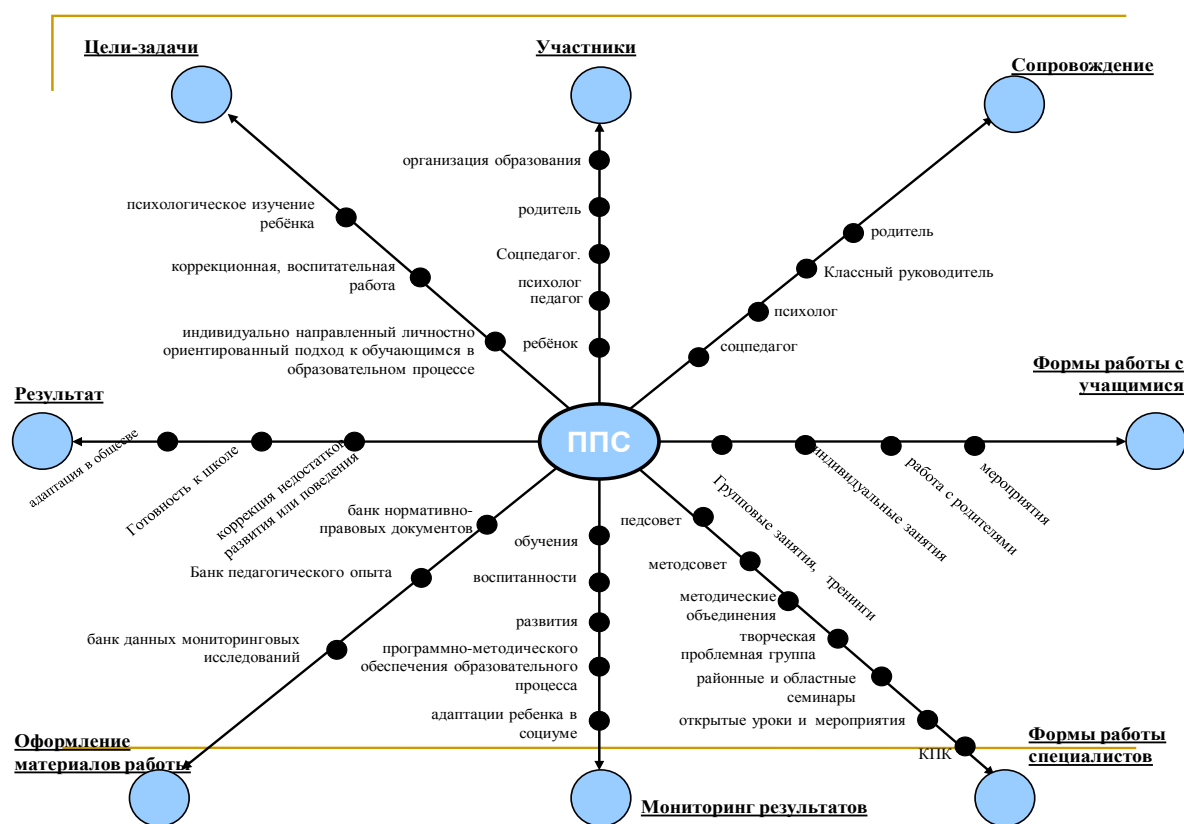 Цели-задачи
Участники
Сопровождение
организация образования
родитель
Соцпедагог.
психолог
педагог
ребёнок
психологическое изучение
ребёнка
коррекционная, воспитательная
работа
индивидуально направленный личностно
ориентированный подход к обучающимся в
образовательном процессе
родитель
Классный руководитель
психолог
соцпедагог
Формы работы с
учащимися
Результат
ППС
адаптация в общесве
Готовность к школе
коррекция недостатков
развития или поведения
Групповые занятия, тренинги
индивидуальные занятия
работа с родителями
мероприятия
банк нормативно-
правовых документов
Банк педагогического опыта
банк данных мониторинговых
исследований
обучения
воспитанности
развития
программно-методического
обеспечения образовательного
процесса
адаптации ребенка в
социуме
педсовет
методсовет
методические
объединения
творческая
проблемная группа
районные и областные
семинары
открытые уроки и мероприятия
КПК
Оформление
материалов работы
Мониторинг результатов
Формы работы
специалистов